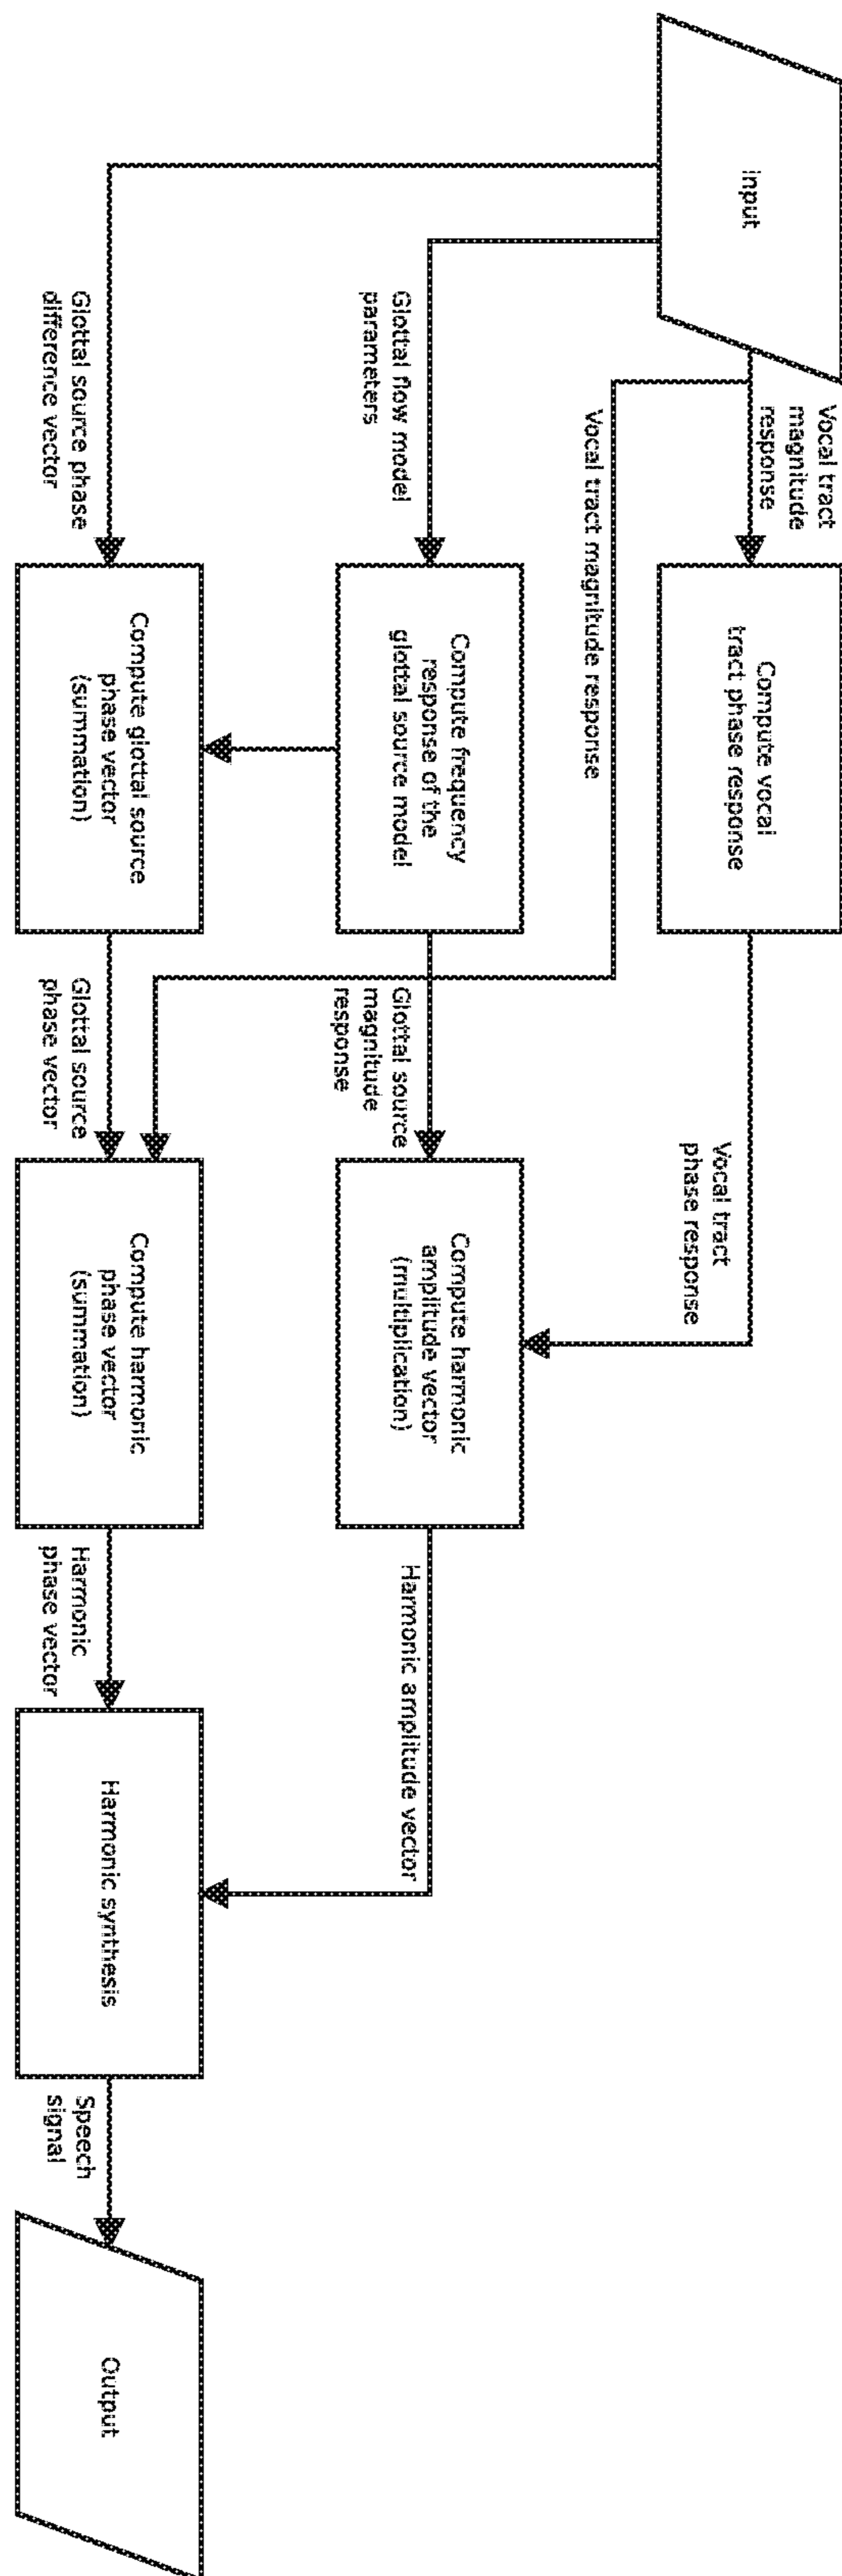 Input
Vocal tract
magnitude
response
Compute vocal
tract phase response
Vocal tract
phase response
Vocal tract magnitude response
Glottal flow model
parameters
Compute frequency
response of the
glottal source model
Glottal source
magnitude
response
Compute harmonic
amplitude vector
(multiplication)
Harmonic amplitude vector
Glottal source phase
difference vector
Compute glottal source
phase vector
(summation)
Glottal source
phase vector
Compute harmonic
phase vector
(summation)
Harmonic
phase vector
Harmonic synthesis
Speech
signal
Output